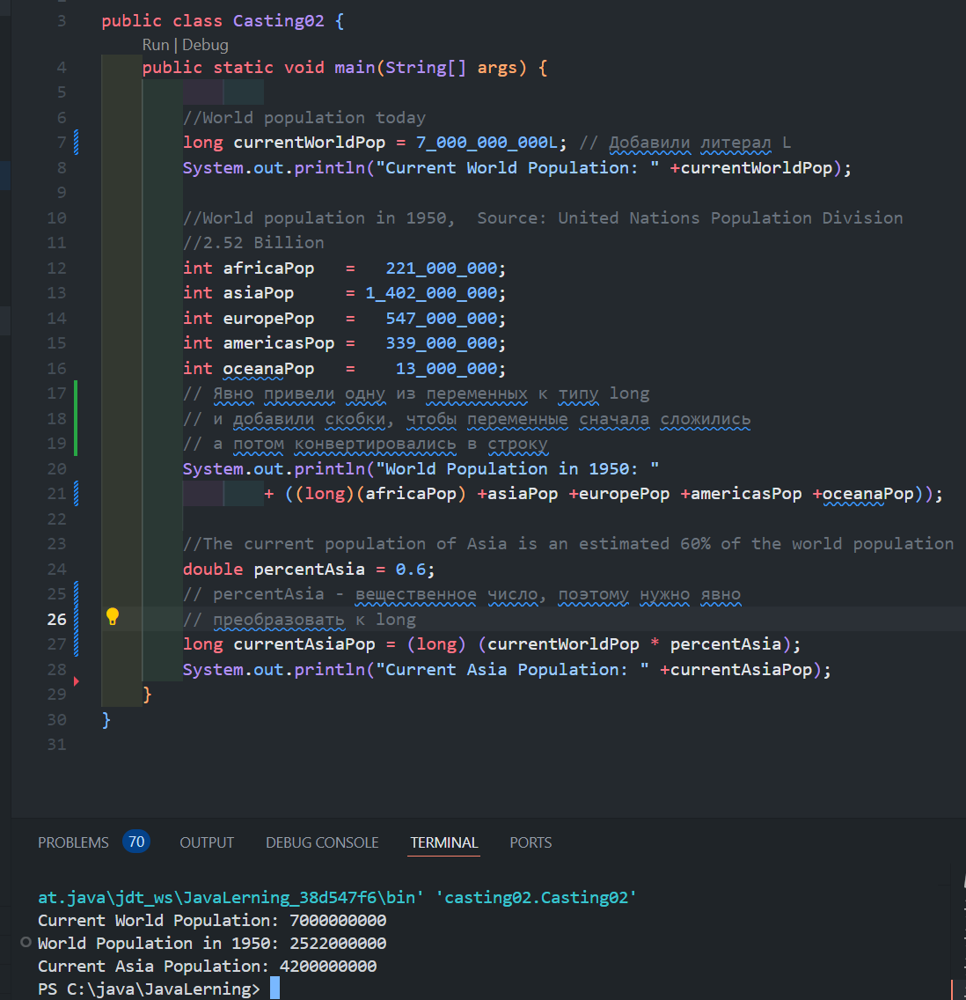 3 public class Casting02 {
Run | Debug
4 public static void main(String[] args) {
5
6 //World population today
7 long currentWorldPop = 7_000_000_000L; // Добавили литерал L
8 System.out.println("Current World Population: " +currentWorldPop);
9
10 //World population in 1950,  Source: United Nations Population Division
11 //2.52 Billion
12 int africaPop   =   221_000_000;
13 int asiaPop     = 1_402_000_000;
14 int europePop   =   547_000_000;
15 int americasPop =   339_000_000;
16 int oceanaPop   =    13_000_000;
17 // Явно привели одну из переменных к типу long
18 // и добавили скобки, чтобы переменные сначала сложились
19 // а потом конвертировались в строку
20 System.out.println("World Population in 1950: "
21 + ((long)(africaPop) +asiaPop +europePop +americasPop +oceanaPop));
22
23 //The current population of Asia is an estimated 60% of the world population
24 double percentAsia = 0.6;
25 // percentAsia - вещественное число, поэтому нужно явно
26 // преобразовать к long
27 long currentAsiaPop = (long) (currentWorldPop * percentAsia);
28 System.out.println("Current Asia Population: " +currentAsiaPop);
29 }
30 }
31
PROBLEMS 70 OUTPUT DEBUG CONSOLE TERMINAL PORTS
at.java\jdt_ws\JavaLerning_38d547f6\bin' 'casting02.Casting02'
Current World Population: 7000000000
World Population in 1950: 2522000000
Current Asia Population: 4200000000
PS C:\java\JavaLerning>